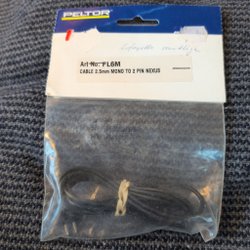 PELTOR
Art No: FL6M
CABLE 2.5mm MONO TO 2 PIN NEXUS